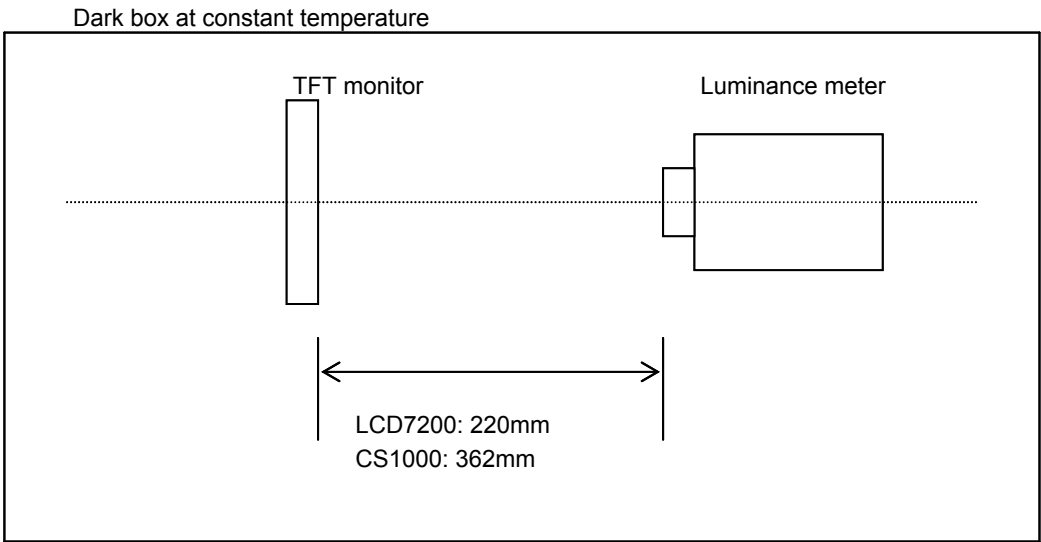 Dark box at constant temperature
TFT monitor
Luminance meter
LCD7200: 220mm
CS1000: 362mm